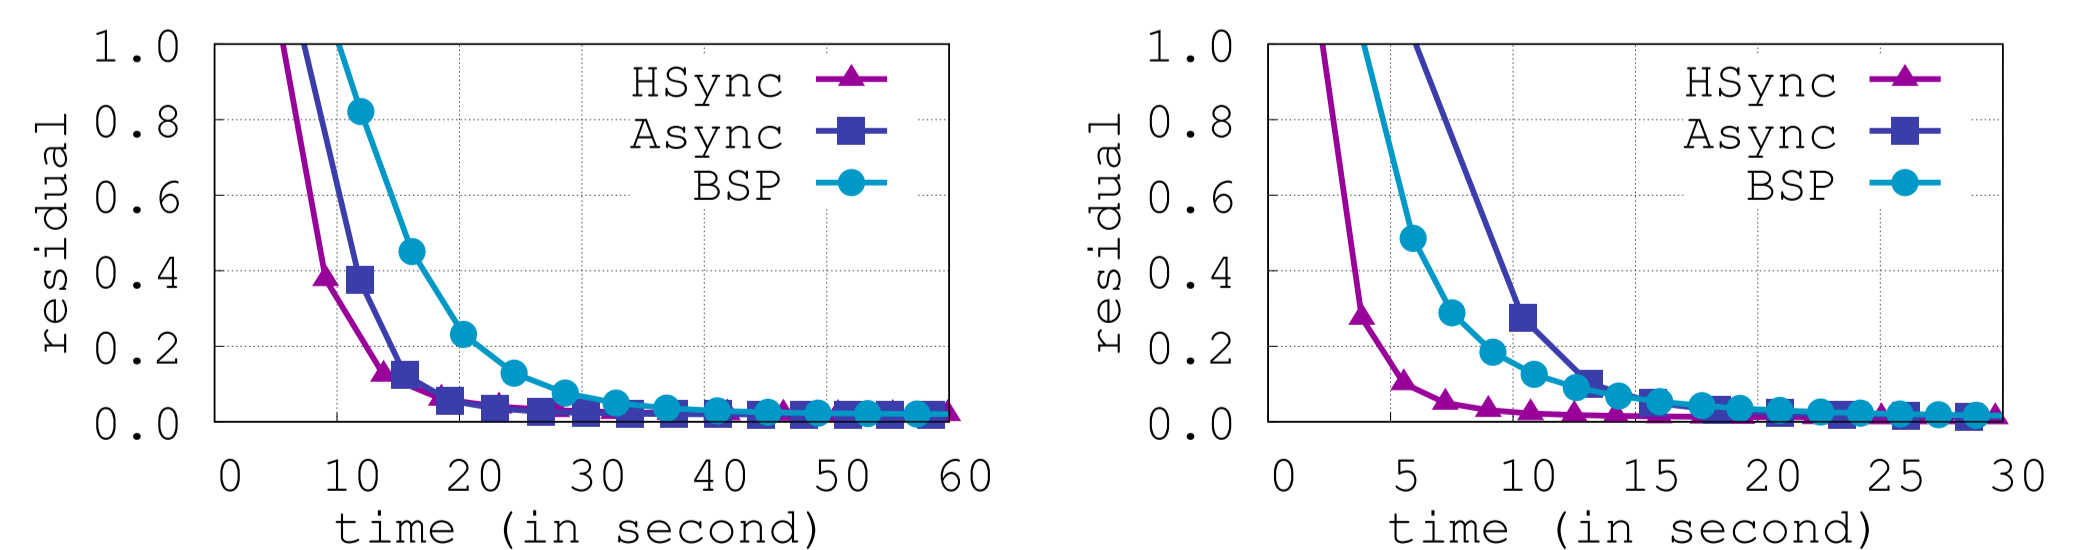 residual
1.0
0.8
0.6
0.4
0.2
0.0
HSync
Async
BSP
0 10 20 30 40 50 60
time (in second)
residual
1.0
0.8
0.6
0.4
0.2
0.0
HSync
Async
BSP
0 5 10 15 20 25 30
time (in second)